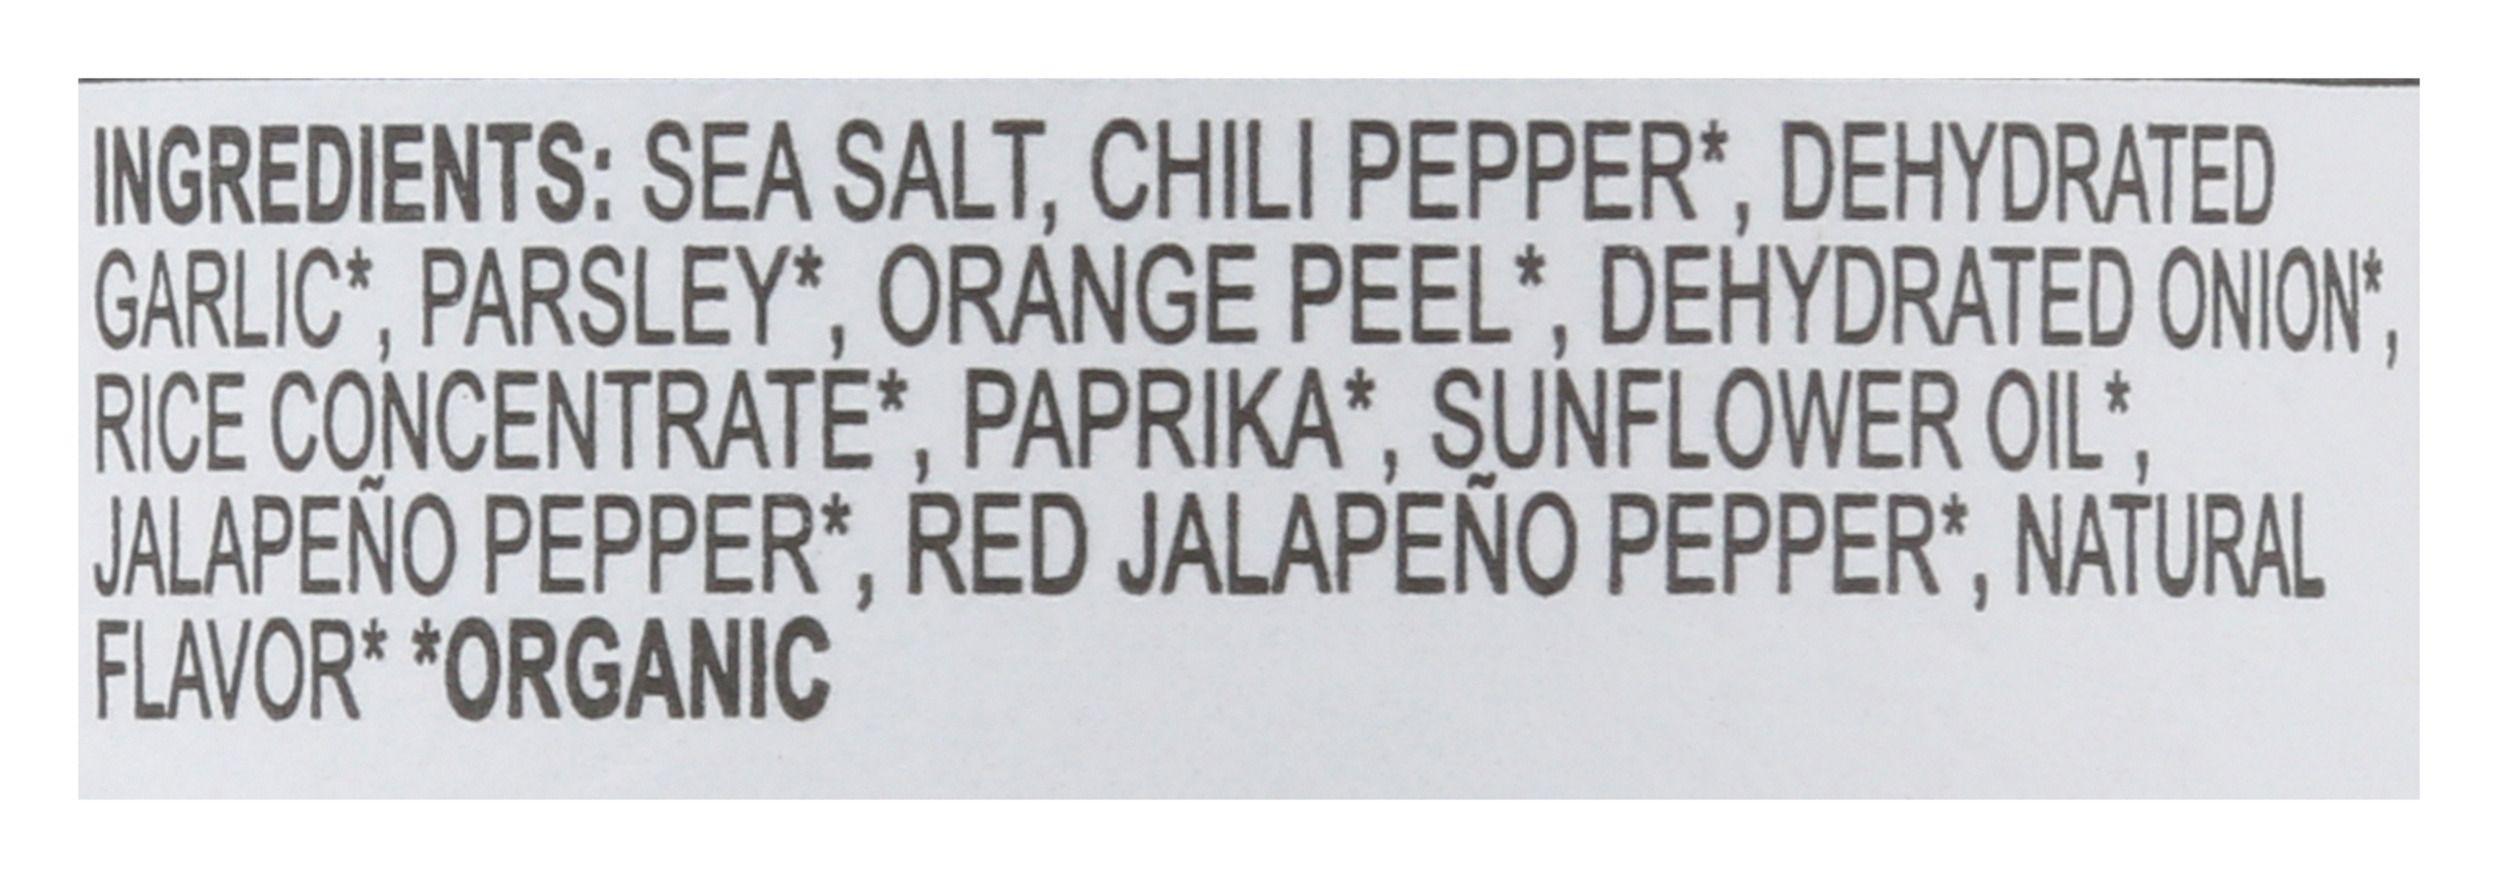 INGREDIENTS: SEA SALT, CHILI PEPPER*, DEHYDRATED
GARLIC*, PARSLEY*, ORANGE PEEL*, DEHYDRATED ONION*,
RICE CONCENTRATE*, PAPRIKA*, SUNFLOWER OIL*,
JALAPEÑO PEPPER*, RED JALAPEÑO PEPPER*, NATURAL
FLAVOR* *ORGANIC